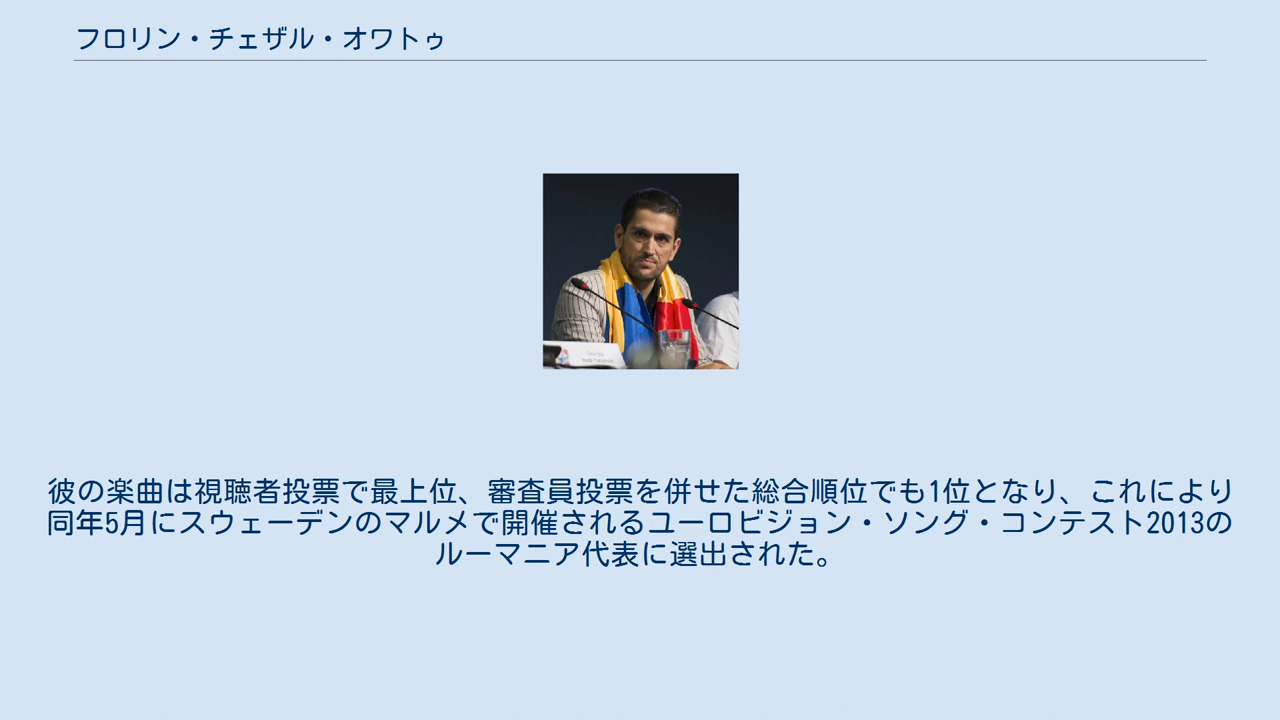 フロリン・チェザル・オワトゥ
彼の楽曲は視聴者投票で最上位、審査員投票を併せた総合順位でも1位となり、これにより
同年5月にスウェーデンのマルメで開催されるユーロビジョン・ソング・コンテスト2013の
ルーマニア代表に選出された。